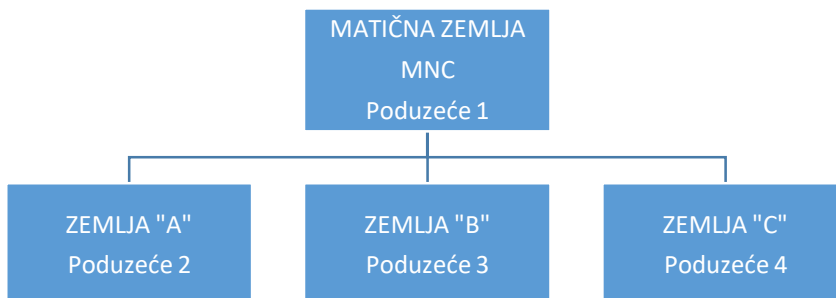 MATIČNA ZEMLJA
MNC
Poduzeće 1
ZEMLJA "A"
Poduzeće 2
ZEMLJA "B"
Poduzeće 3
ZEMLJA "C"
Poduzeće 4